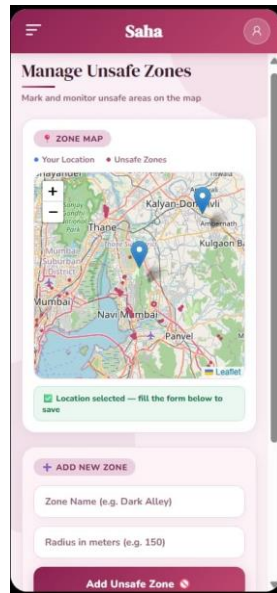 Saha
Manage Unsafe Zones
Mark and monitor unsafe areas on the map
ZONE MAP
Your Location
Unsafe Zones
+
−
Thane
Kalyan-Dombivli
Ambernath
Kulgaon B
Mumbai
Suburban
District
Mumbai
Navi Mumbai
Panvel
Leaflet
Location selected — fill the form below to
save
ADD NEW ZONE
Zone Name (e.g. Dark Alley)
Radius in meters (e.g. 150)
Add Unsafe Zone